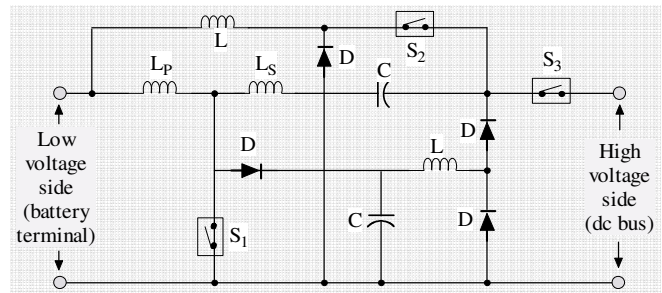 L
S2
D
LP
LS
C
S3
Low
voltage
side
(battery
terminal)
D
L
D
High
voltage
side
(dc bus)
S1
C
D